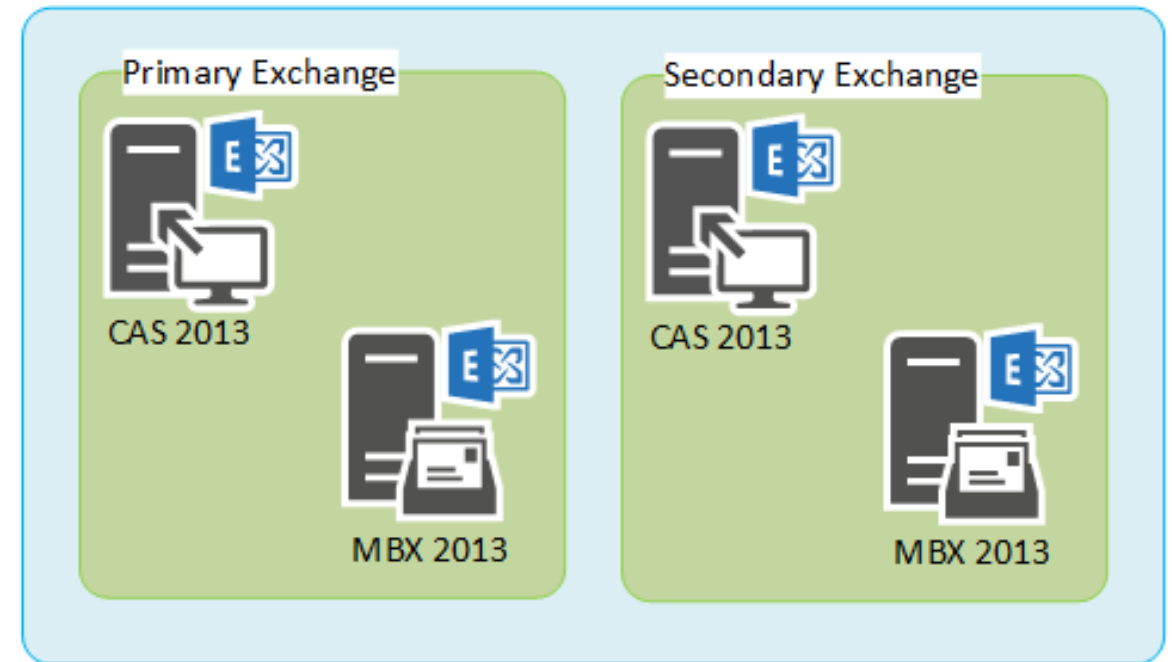 Primary Exchange
E
CAS 2013
E
MBX 2013
Secondary Exchange
E
CAS 2013
E
MBX 2013